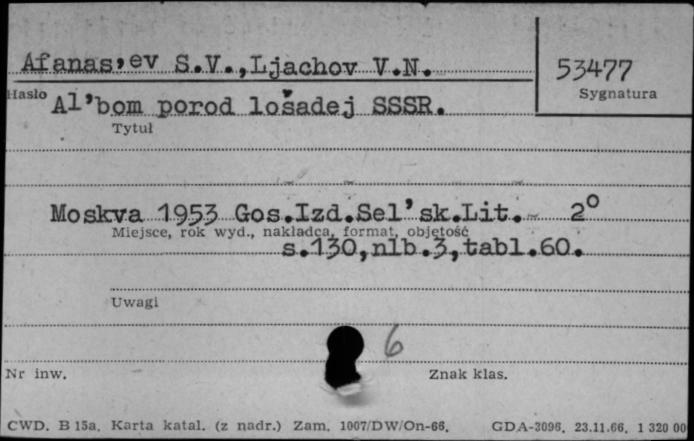 Afanas'ev S.V.,Ljachov V.N.
53477
Hasło
Sygnatura
Al'bom porod lošadej SSSR.
Tytuł
Moskva 1953 Gos.Izd.Sel'sk.Lit. 2°
Miejsce, rok wyd., nakładca, format, objętość
s.130,nlb.3,tabl.60.
Uwagi
6
Nr inw.
Znak klas.
CWD. B 15a. Karta katal. (z nadr.) Zam. 1007/DW/On-66. GDA-3096. 23.11.66. 1 320 00